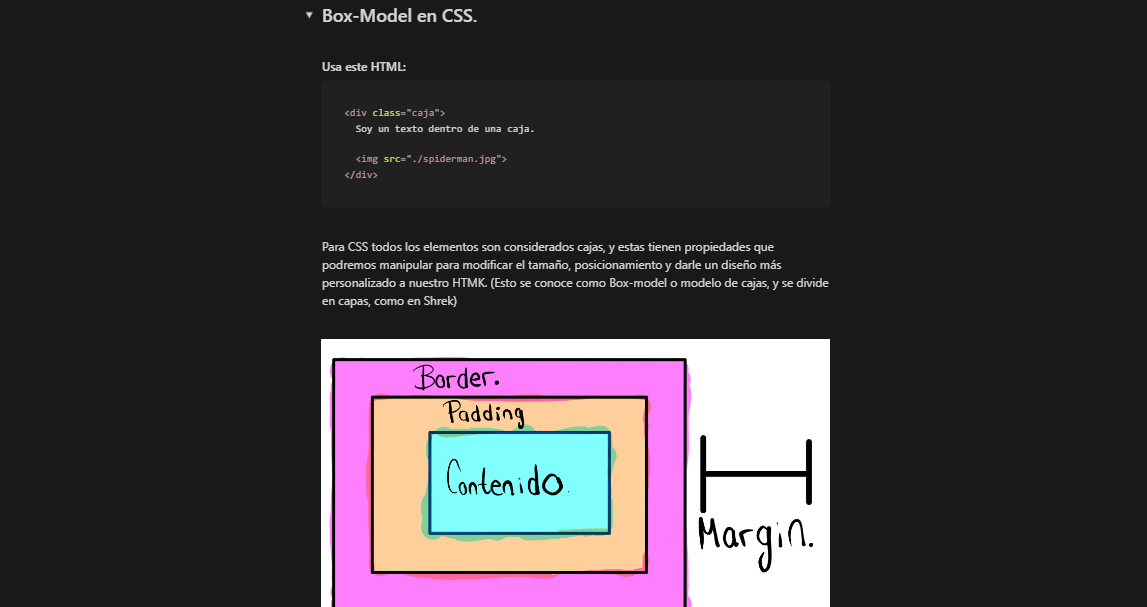 Box-Model en CSS.
Usa este HTML:
<div class="caja">
Soy un texto dentro de una caja.
<img src="./spiderman.jpg">
</div>
Para CSS todos los elementos son considerados cajas, y estas tienen propiedades que
podremos manipular para modificar el tamaño, posicionamiento y darle un diseño más
personalizado a nuestro HTMK. (Esto se conoce como Box-model o modelo de cajas, y se divide
en capas, como en Shrek)
Border.
Padding
Contenido.
Margin.